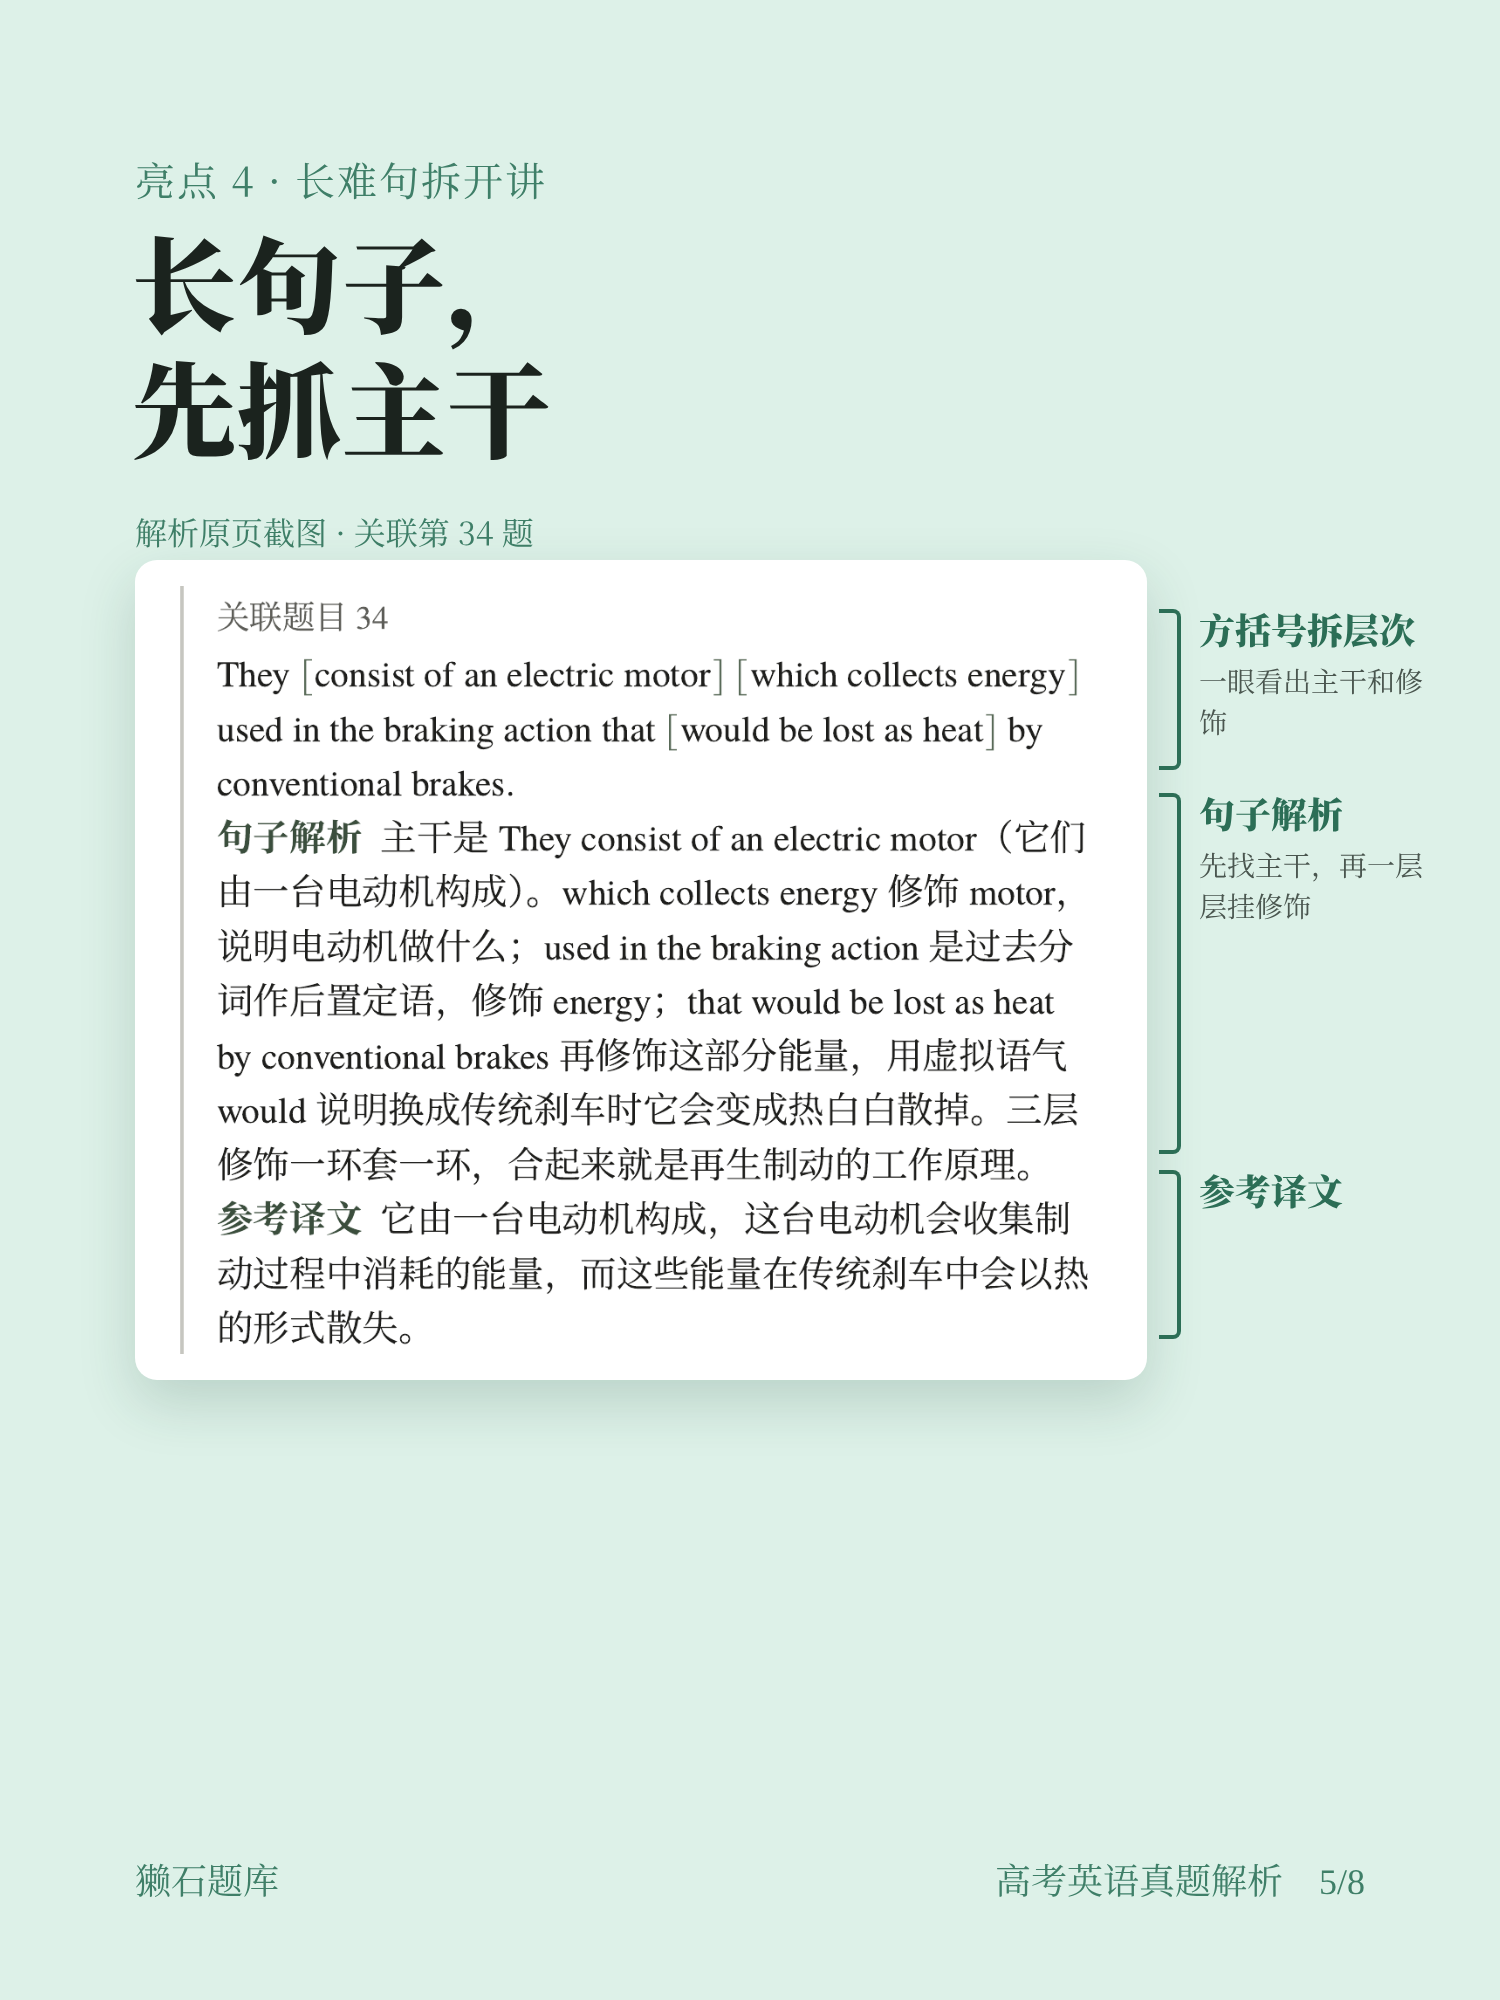 亮点 4 · 长难句拆开讲
长句子，
先抓主干
解析原页截图 · 关联第 34 题
关联题目 34
They [consist of an electric motor] [which collects energy]
used in the braking action that [would be lost as heat] by
conventional brakes.
句子解析 主干是 They consist of an electric motor（它们
由一台电动机构成）。which collects energy 修饰 motor，
说明电动机做什么；used in the braking action 是过去分
词作后置定语，修饰 energy；that would be lost as heat
by conventional brakes 再修饰这部分能量，用虚拟语气
would 说明换成传统刹车时它会变成热白白散掉。三层
修饰一环套一环，合起来就是再生制动的工作原理。
参考译文 它由一台电动机构成，这台电动机会收集制
动过程中消耗的能量，而这些能量在传统刹车中会以热
的形式散失。
方括号拆层次
一眼看出主干和修
饰
句子解析
先找主干，再一层
层挂修饰
参考译文
獭石题库
高考英语真题解析 5/8